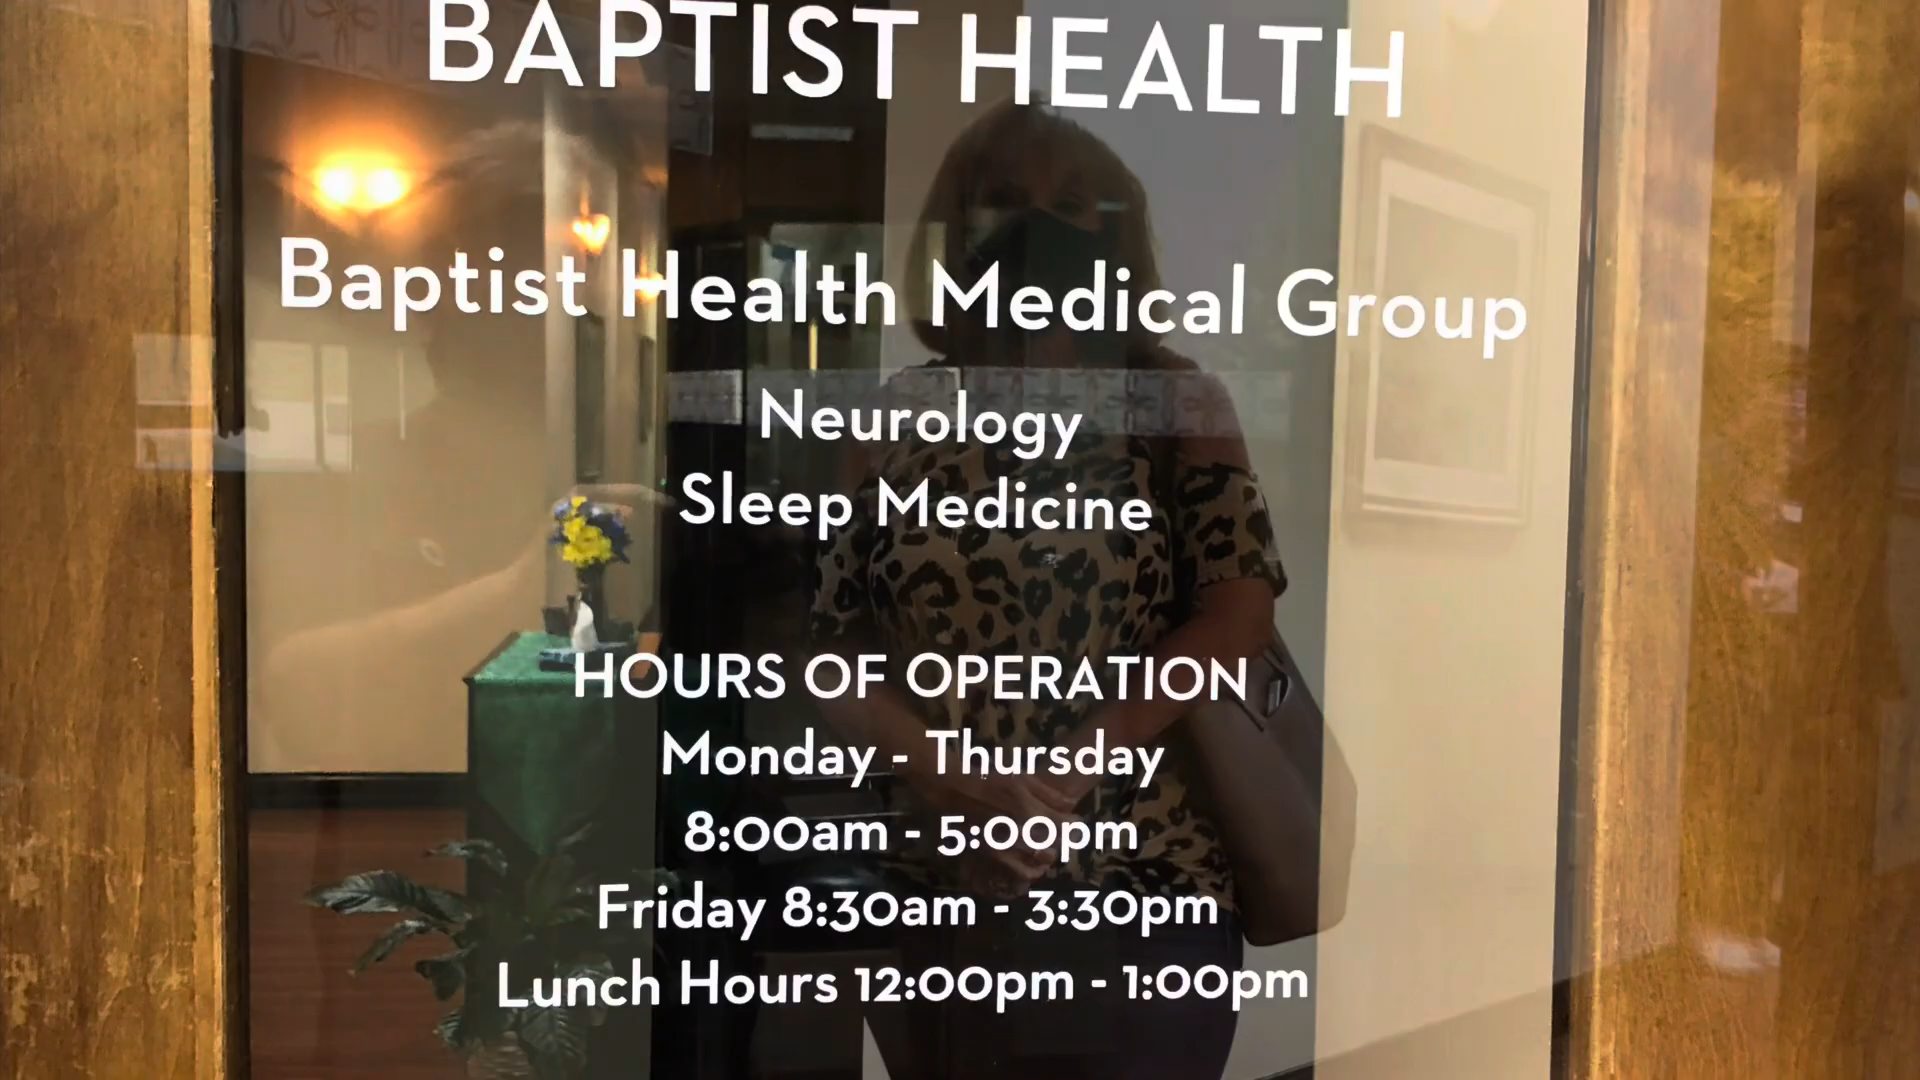 BAPTIST HEALTH
Baptist Health Medical Group
Neurology
Sleep Medicine
HOURS OF OPERATION
Monday - Thursday
8:00am - 5:00pm
Friday 8:30am - 3:30pm
Lunch Hours 12:00pm - 1:00pm